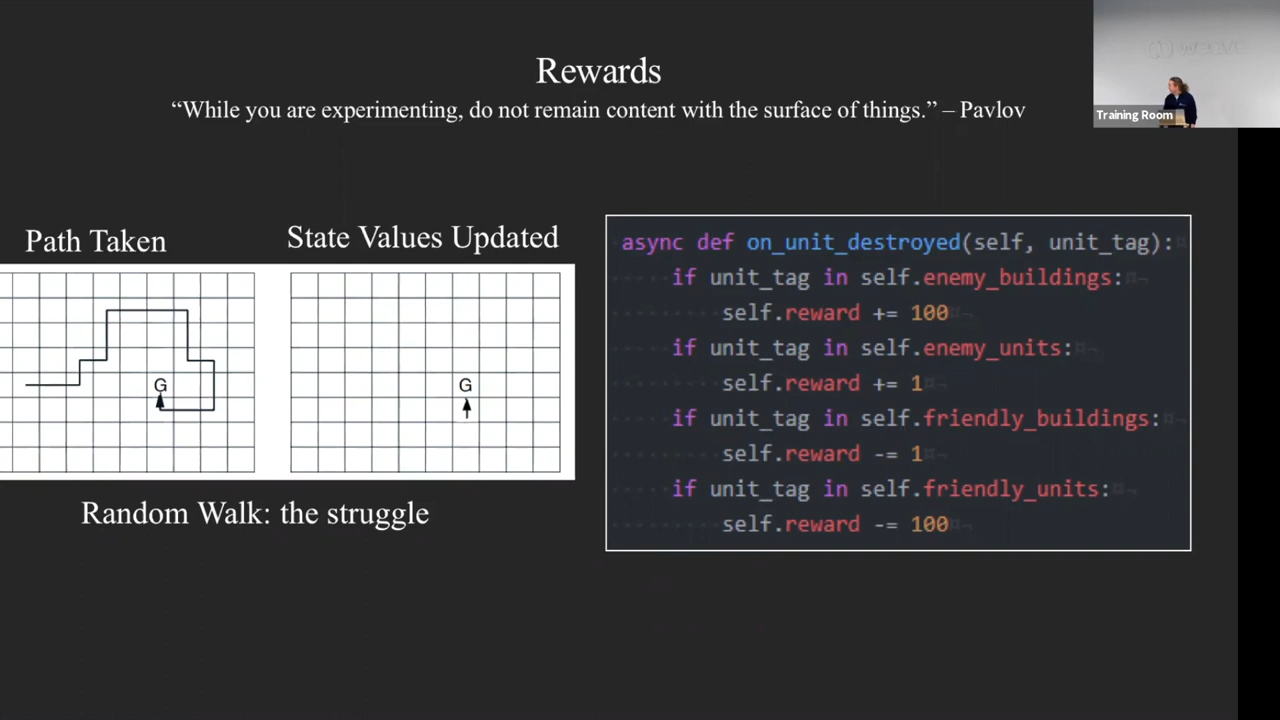 Rewards
“While you are experimenting, do not remain content with the surface of things.” – Pavlov
Training Room
Path Taken
State Values Updated
G
G
Random Walk: the struggle
async def on_unit_destroyed(self, unit_tag):
if unit_tag in self.enemy_buildings:
self.reward += 100
if unit_tag in self.enemy_units:
self.reward += 1
if unit_tag in self.friendly_buildings:
self.reward -= 1
if unit_tag in self.friendly_units:
self.reward -= 100